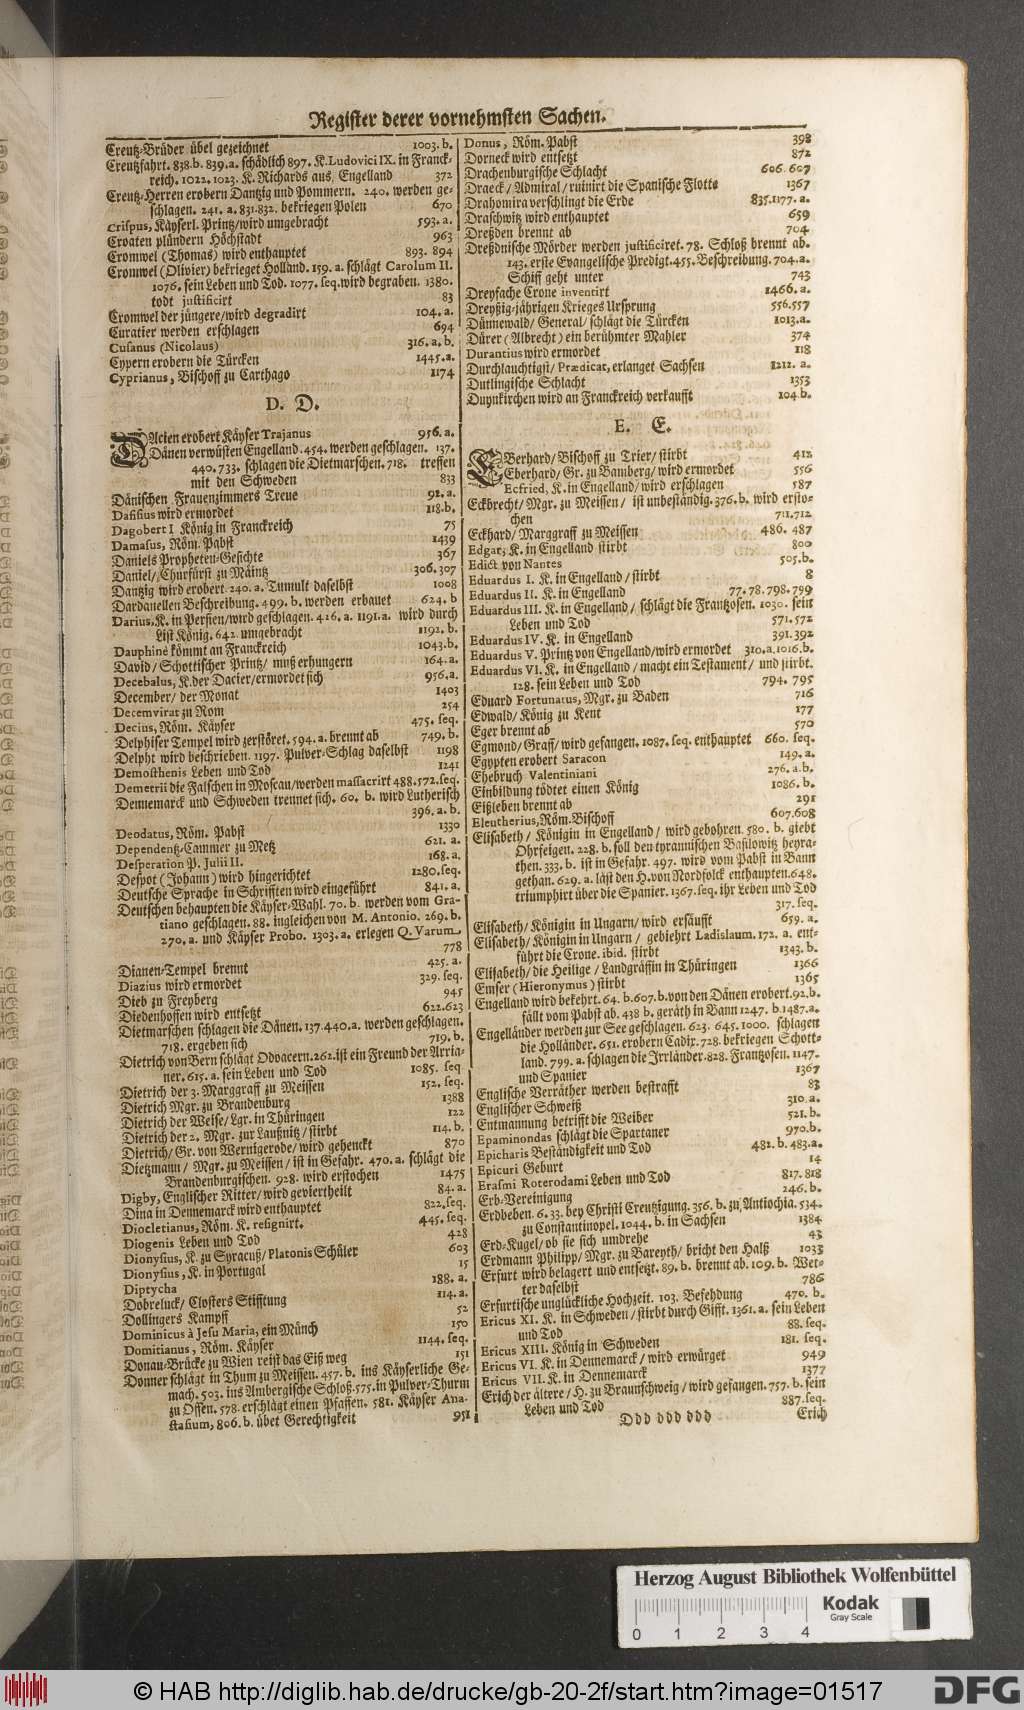 Register derer vornehmsten Sachen.
Creutz-Brüder übel gezeichnet 1003.b.
Creutzfahrt. 838.b. 839.a. schädlich 897. K. Ludovici IX. in Franck-
reich. 1022. 1023. K. Richards aus, Engelland 372
Creutz-Herren erobern Dantzig und Pommern. 240. werden ge-
schlagen. 241. a. 831.832. bekriegen Polen 670
Crispus, Käyserl. Printz/wird umgebracht 593. a.
Croaten plündern Höchstadt 963
Cromwel (Thomas) wird enthauptet 893. 894
Cromwel (Olivier) bekrieget Holland. 159. a. schlägt Carolum II.
1076. sein Leben und Tod. 1077. seq. wird begraben. 1380.
todt justificirt 83
Cromwel der jüngere/wird degradirt 104. a.
Curatier werden erschlagen 694
Cusanus (Nicolaus) 316. a. b.
Cypern erobern die Türcken 1445.a.
Cyprianus, Bischoff zu Carthago 1174
D. D.
DAcien erobert Käyser Trajanus 956. a.
Dänen verwüsten Engelland. 454. werden geschlagen. 137.
440. 733. schlagen die Dietmarschen. 718. treffen
mit den Schweden 833
Dänischen Frauenzimmers Treue 92. a.
Dafisius wird ermordet 118.b.
Dagobert I König in Franckreich 75
Damasus, Röm. Pabst 1439
Daniels Propheten-Gesichte 367
Daniel/ Churfürst zu Mäintz 306. 307
Dantzig wird erobert. 240. a. Tumult daselbst 1008
Dardanellen Beschreibung. 499. b. werden erbauet 624. b
Darius, K. in Persien/wird geschlagen. 416. a. 1191. a. wird durch
List König. 642. umgebracht 1192. b.
Dauphiné kömmt an Franckreich 1043.b.
David/ Schottischer Printz/ muß erhungern 164. a.
Decebalus, K. der Dacier/ermordet sich 956.a.
December/ der Monat 1403
Decemvirat zu Rom 254
Decius, Röm. Käyser 475. seq.
Delphiser Tempel wird zerstöret. 594. a. brennt ab 749. b.
Delpht wird beschrieben. 1197. Pulver-Schlag daselbst 1198
Demosthenis Leben und Tod 1241
Demetrii die Falschen in Moscau/werden massacrirt 488. 572. seq.
Dennemarck und Schweden trennet sich. 60. b. wird Lutherisch
396. a. b.
Deodatus, Röm. Pabst 1330
Dependentz-Cammer zu Metz 621. a.
Desperation P. Julii II. 168. a.
Despot (Johann) wird hingerichtet 1280. seq.
Deutsche Sprache in Schrifften wird eingeführt 841. a.
Deutschen behaupten die Käyser-Wahl. 70. b. werden vom Gra-
tiano geschlagen. 88. ingleichen von M. Antonio. 269. b.
270. a. und Käyser Probo. 1303. a. erlegen Q. Varum
778
Dianen-Tempel brennt 425. a.
Diazius wird ermordet 329. seq.
Dieb zu Freyberg 945
Diedenhoffen wird entsetzt 622.623
Dietmarschen schlagen die Dänen. 137. 440. a. werden geschlagen.
718. ergeben sich 719. b.
Dietrich von Bern schlägt Odoacern. 262. ist ein Freund der Arria-
ner. 615. a. sein Leben und Tod 1085. seq
Dietrich der 3. Marggraff zu Meissen 152. seq.
Dietrich Mgr. zu Brandenburg 1388
Dietrich der Weise/Lgr. in Thüringen 122
Dietrich der 2. Mgr. zur Laußnitz/ stirbt 114. b.
Dietrich/ Gr. von Wernigerode/ wird gehenckt 870
Dietzmann/ Mgr. zu Meissen/ ist in Gefahr. 470. a. schlägt die
Brandenburgischen. 928. wird erstochen 1475
Digby, Englischer Ritter/wird geviertheilt 84. a.
Dina in Dennemarck wird enthauptet 822. seq.
Diocletianus, Röm. K. resignirt. 445. seq.
Diogenis Leben und Tod 428
Dionysius, K. zu Syracuß/ Platonis Schüler 603
Dionysius, K. in Portugal 15
Diptycha 188. a.
Dobreluck/ Closters Stifftung 114. a.
Dollingers Kampff 52
Dominicus à Jesu Maria, ein Münch 150
Domitianus, Röm. Käyser 1144. seq.
Donau-Brücke zu Wien reist das Eiß weg 151
Donner schlägt in Thum zu Meissen. 457. b. ins Käyserliche Ge-
mach. 503. ins Ambergische Schloß. 575. in Pulver-Thurm
zu Offen. 578. erschlägt einen Pfaffen. 581. Käyser Ana-
stasium, 806. b. übet Gerechtigkeit 951
Donus, Röm. Pabst 398
Dorneck wird entsetzt 872
Drachenburgische Schlacht 606. 607
Draeck/ Admiral/ ruinirt die Spanische Flotte 1367
Drahomira verschlingt die Erde 835. 1177. a.
Draschwitz wird enthauptet 659
Dreßden brennt ab 704
Dreßdnische Mörder werden justificiret. 78. Schloß brennt ab.
143. erste Evangelische Predigt. 455. Beschreibung. 704. a.
Schiff geht unter 743
Dreyfache Crone inventirt 1466. a.
Dreyßig-jährigen Krieges Ursprung 556.557
Dünnewald/ General/ schlägt die Türcken 1013.a.
Dürer (Albrecht) ein berühmter Mahler 374
Durantius wird ermordet 118
Durchlauchtigst/ Prædicat, erlanget Sachsen 1212. a.
Dutlingische Schlacht 1353
Duynkirchen wird an Franckreich verkaufft 104 b.
E. E.
EBerhard/ Bischoff zu Trier/ stirbt 412
Eberhard/ Gr. zu Bamberg/ wird ermordet 556
Ecfried, K. in Engelland/ wird erschlagen 587
Eckbrecht/ Mgr. zu Meissen/ ist unbeständig. 376. b. wird ersto-
chen 711.712
Eckhard/ Marggraff zu Meissen 486. 487
Edgar, K. in Engelland stirbt 800
Edict von Nantes 505.b.
Eduardus I. K. in Engelland/ stirbt 8
Eduardus II. K. in Engelland 77. 78. 798. 799
Eduardus III. K. in Engelland/ schlägt die Frantzosen. 1030. sein
Leben und Tod 571.572
Eduardus IV. K. in Engelland 391.392
Eduardus V. Printz von Engelland/wird ermordet 310. a. 1016. b.
Eduardus VI. K. in Engelland/ macht ein Testament/ und stirbt.
128. sein Leben und Tod 794. 795
Eduard Fortunatus, Mgr. zu Baden 716
Edwald/ König zu Kent 177
Eger brennt ab 570
Egmond/ Graff/ wird gefangen. 1087. seq. enthauptet 660. seq.
Egypten erobert Saracon 149. a.
Ehebruch Valentiniani 276. a.b.
Einbildung tödtet einen König 1086. b.
Eißleben brennt ab 291
Eleutherius, Röm. Bischoff 607.608
Elisabeth/ Königin in Engelland/ wird gebohren. 580. b. giebt
Ohrfeigen. 228. b. soll den tyrannischen Basilowitz heyra-
then. 333. b. ist in Gefahr. 497. wird vom Pabst in Bann
gethan. 629. a. läst den H. von Nordfolck enthaupten. 648.
triumphirt über die Spanier. 1367. seq. ihr Leben und Tod
317. seq.
Elisabeth/ Königin in Ungarn/ wird ersäufft 659. a.
Elisabeth/ Königin in Ungarn/ gebiehrt Ladislaum. 172. a. ent-
führt die Crone. ibid. stirbt 1343. b.
Elisabeth/ die Heilige/ Landgräffin in Thüringen 1366
Emser (Hieronymus) stirbt 1365
Engelland wird bekehrt. 64. b. 607. b. von den Dänen erobert. 92. b.
fällt vom Pabst ab. 438 b. geräth in Bann 1247. b. 1487. a.
Engelländer werden zur See geschlagen. 623. 645. 1000. schlagen
die Holländer. 651. erobern Cadix. 728. bekriegen Schott-
land. 799. a. schlagen die Irrländer. 828. Frantzosen. 1147.
und Spanier 1367
Englische Verräther werden bestrafft 83
Englischer Schweiß 310. a.
Entmannung betrifft die Weiber 521. b.
Epaminondas schlägt die Spartaner 970.b.
Epicharis Beständigkeit und Tod 482. b. 483. a.
Epicuri Geburt 14
Erasmi Roterodami Leben und Tod 817. 818
Erb-Vereinigung 246. b.
Erdbeben. 6. 33. bey Christi Creutzigung. 356. b. zu Antiochia. 534.
zu Constantinopel. 1044. b. in Sachsen 1384
Erd-Kugel/ ob sie sich umdrehe 43
Erdmann Philipp/ Mgr. zu Bareyth/ bricht den Halß 1033
Erfurt wird belagert und entsetzt. 89. b. brennt ab. 109. b. Wet-
ter daselbst 786
Erfurtische unglückliche Hochzeit. 103. Befehdung 470. b.
Ericus XI. K. in Schweden/ stirbt durch Gifft. 1361. a. sein Leben
und Tod 88. seq.
Ericus XIII. König in Schweden 181. seq.
Ericus VI. K. in Dennemarck/ wird erwürget 949
Ericus VII. K. in Dennemarck 1377
Erich der ältere/ H. zu Braunschweig/ wird gefangen. 757. b. sein
Leben und Tod 887. seq.
Ddd ddd ddd Erich
Herzog August Bibliothek Wolfenbüttel
Kodak
Gray Scale
0 1 2 3 4
© HAB http://diglib.hab.de/drucke/gb-20-2f/start.htm?image=01517
DFG